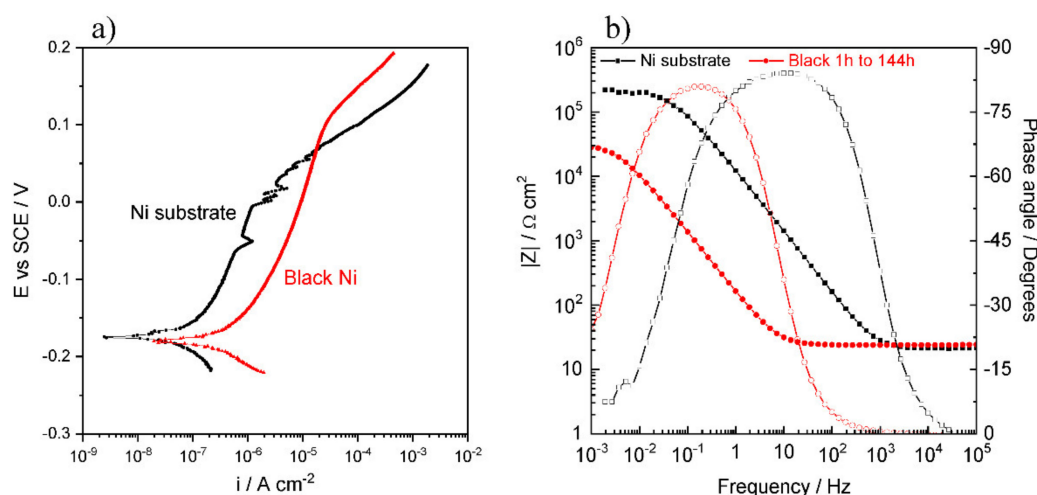 a)
0.2
0.1
0.0
-0.1
-0.2
-0.3
E vs SCE / V
Ni substrate
Black Ni
10⁻⁹ 10⁻⁸ 10⁻⁷ 10⁻⁶ 10⁻⁵ 10⁻⁴ 10⁻³ 10⁻²
i / A cm⁻²
b)
Ni substrate Black 1h to 144h
10⁶
10⁵
10⁴
10³
10²
10
1
|Z| / Ω cm²
-90
-75
-60
-45
-30
-15
0
Phase angle / Degrees
10⁻³ 10⁻² 10⁻¹ 1 10¹ 10² 10³ 10⁴ 10⁵
Frequency / Hz